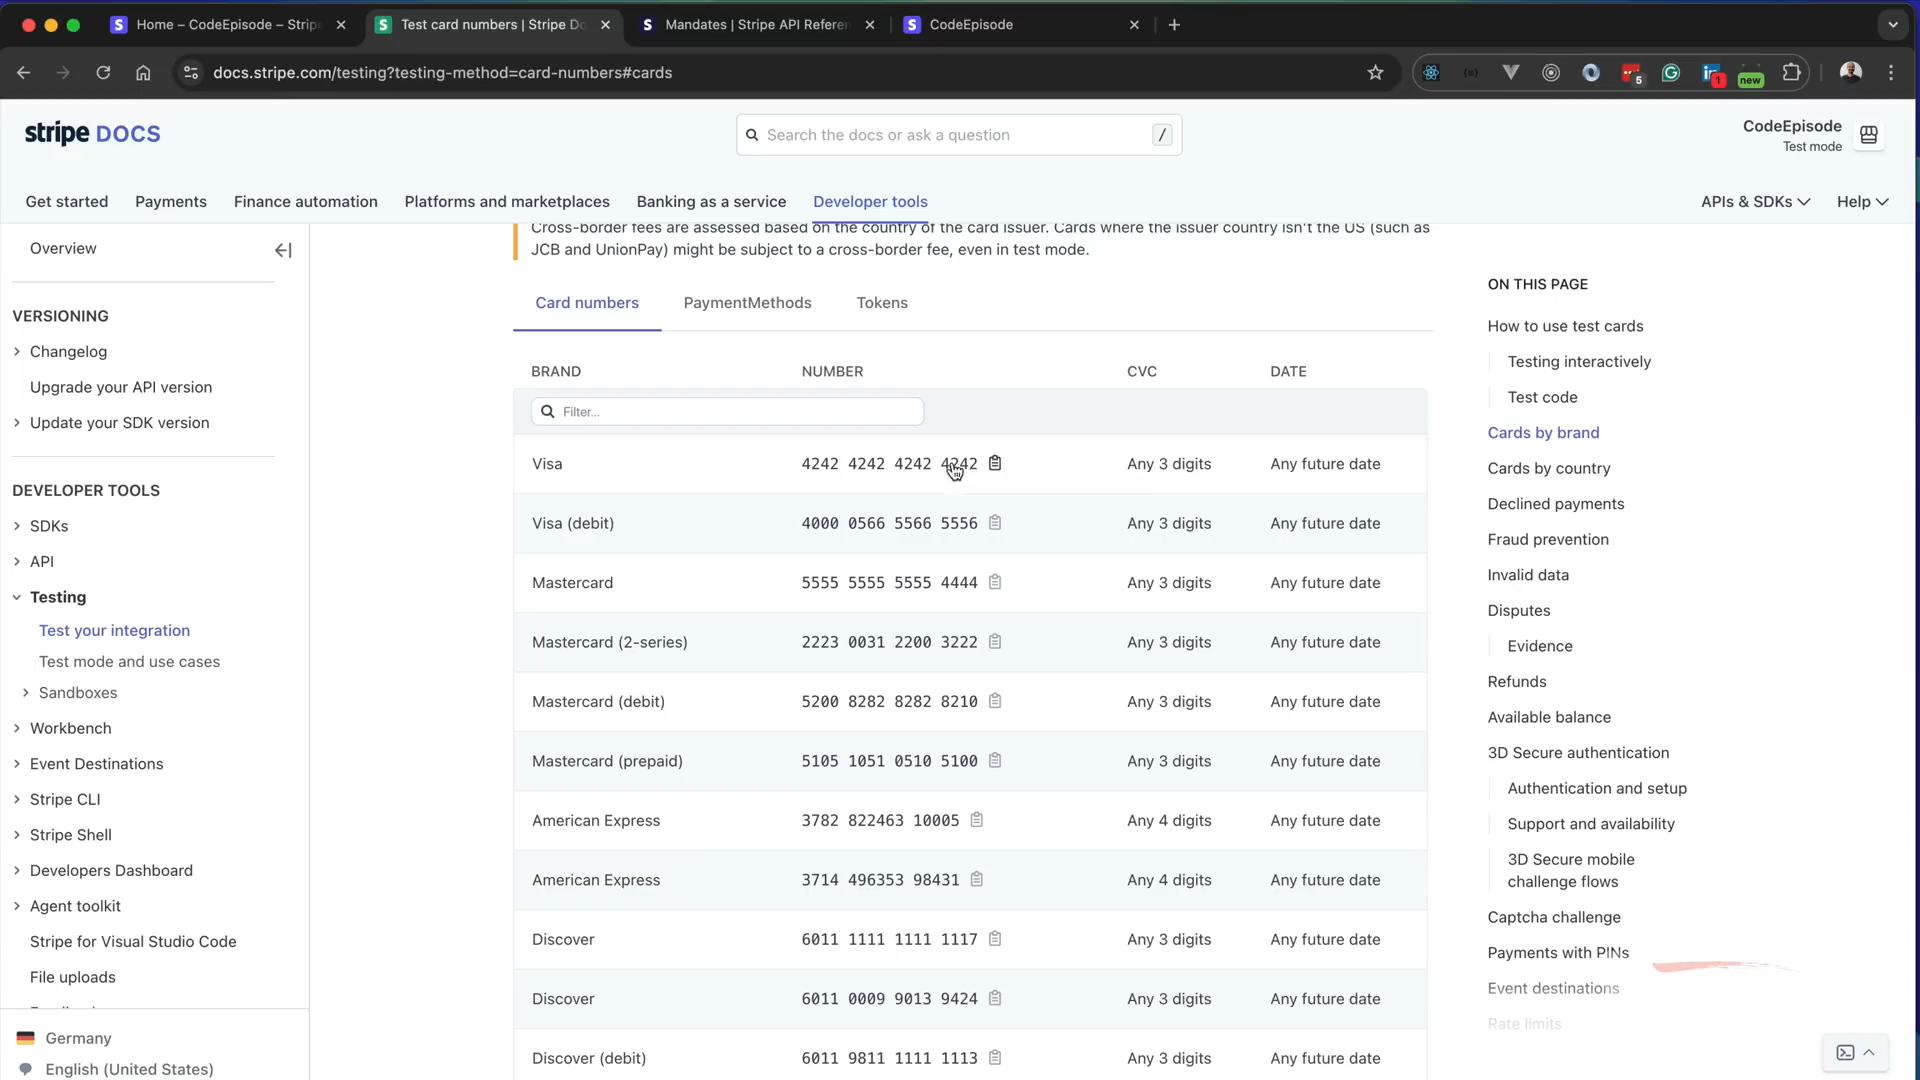 Home – CodeEpisode – Stripe
Test card numbers | Stripe Do
Mandates | Stripe API Refere
CodeEpisode
docs.stripe.com/testing?testing-method=card-numbers#cards
5
1
new
stripe DOCS
Search the docs or ask a question
/
CodeEpisode
Test mode
Get started
Payments
Finance automation
Platforms and marketplaces
Banking as a service
Developer tools
APIs & SDKs
Help
Overview
VERSIONING
Changelog
Upgrade your API version
Update your SDK version
DEVELOPER TOOLS
SDKs
API
Testing
Test your integration
Test mode and use cases
Sandboxes
Workbench
Event Destinations
Stripe CLI
Stripe Shell
Developers Dashboard
Agent toolkit
Stripe for Visual Studio Code
File uploads
Germany
English (United States)
Cross-border fees are assessed based on the country of the card issuer. Cards where the issuer country isn't the US (such as
JCB and UnionPay) might be subject to a cross-border fee, even in test mode.
Card numbers
PaymentMethods
Tokens
BRAND NUMBER CVC DATE
Filter...
Visa 4242 4242 4242 4242 Any 3 digits Any future date
Visa (debit) 4000 0566 5566 5556 Any 3 digits Any future date
Mastercard 5555 5555 5555 4444 Any 3 digits Any future date
Mastercard (2-series) 2223 0031 2200 3222 Any 3 digits Any future date
Mastercard (debit) 5200 8282 8282 8210 Any 3 digits Any future date
Mastercard (prepaid) 5105 1051 0510 5100 Any 3 digits Any future date
American Express 3782 822463 10005 Any 4 digits Any future date
American Express 3714 496353 98431 Any 4 digits Any future date
Discover 6011 1111 1111 1117 Any 3 digits Any future date
Discover 6011 0009 9013 9424 Any 3 digits Any future date
Discover (debit) 6011 9811 1111 1113 Any 3 digits Any future date
ON THIS PAGE
How to use test cards
Testing interactively
Test code
Cards by brand
Cards by country
Declined payments
Fraud prevention
Invalid data
Disputes
Evidence
Refunds
Available balance
3D Secure authentication
Authentication and setup
Support and availability
3D Secure mobile
challenge flows
Captcha challenge
Payments with PINs
Event destinations
Rate limits